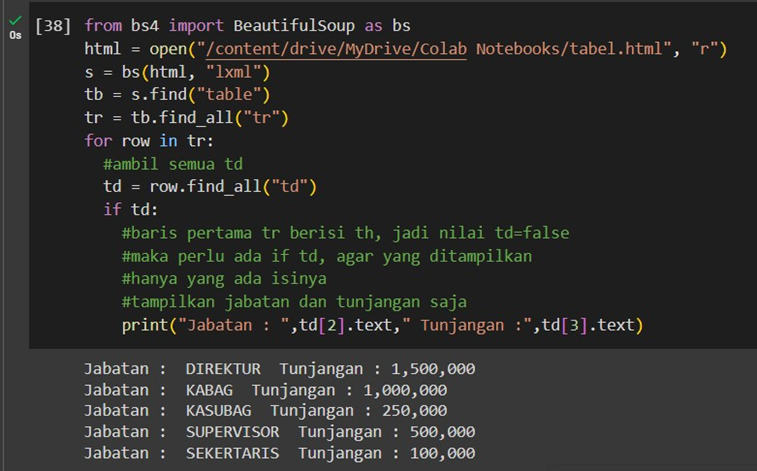 [38] from bs4 import BeautifulSoup as bs
0s
html = open("/content/drive/MyDrive/Colab Notebooks/tabel.html", "r")
s = bs(html, "lxml")
tb = s.find("table")
tr = tb.find_all("tr")
for row in tr:
#ambil semua td
td = row.find_all("td")
if td:
#baris pertama tr berisi th, jadi nilai td=false
#maka perlu ada if td, agar yang ditampilkan
#hanya yang ada isinya
#tampilkan jabatan dan tunjangan saja
print("Jabatan : ",td[2].text," Tunjangan :",td[3].text)
Jabatan :  DIREKTUR  Tunjangan : 1,500,000
Jabatan :  KABAG  Tunjangan : 1,000,000
Jabatan :  KASUBAG  Tunjangan : 250,000
Jabatan :  SUPERVISOR  Tunjangan : 500,000
Jabatan :  SEKERTARIS  Tunjangan : 100,000